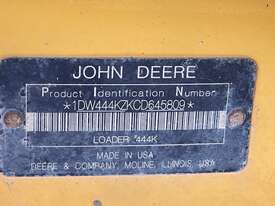 JOHN DEERE
Product Identification Number
*1DW444KZKCD645809*
LOADER 444K
MADE IN USA
DEERE & COMPANY, MOLINE, ILLINOIS, USA